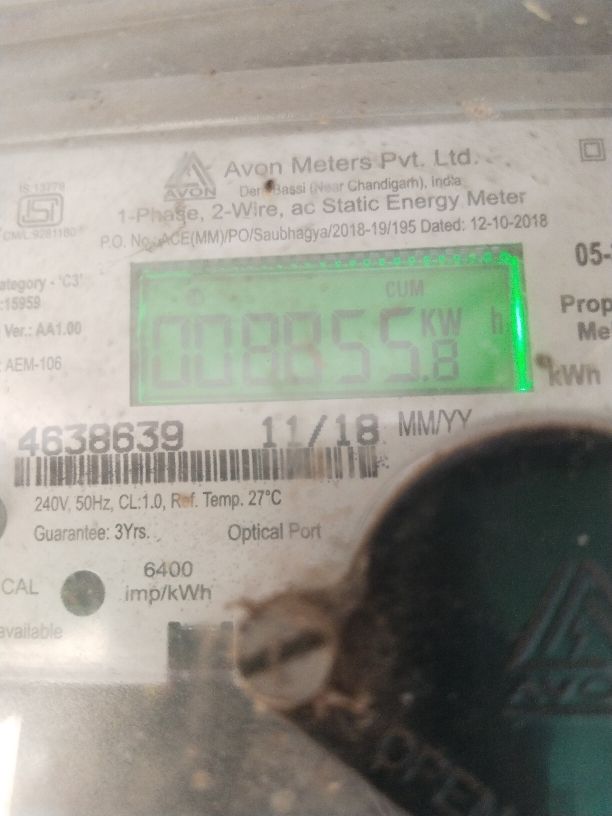 Avon Meters Pvt. Ltd.
AVON
Dera Bassi (Near Chandigarh), India
IS:13779
1-Phase, 2-Wire, ac Static Energy Meter
P.O. No.: ACE(MM)/PO/Saubhagya/2018-19/195 Dated: 12-10-2018
ategory - 'C3'
:15959
Ver.: AA1.00
: AEM-106
CUM
008855.8 KW h
05-
Prop
Me
kWh
4638639 11/18 MM/YY
240V, 50Hz, CL:1.0, Ref. Temp. 27°C
Guarantee: 3Yrs. Optical Port
CAL
6400
imp/kWh
available
AVON
OPEN